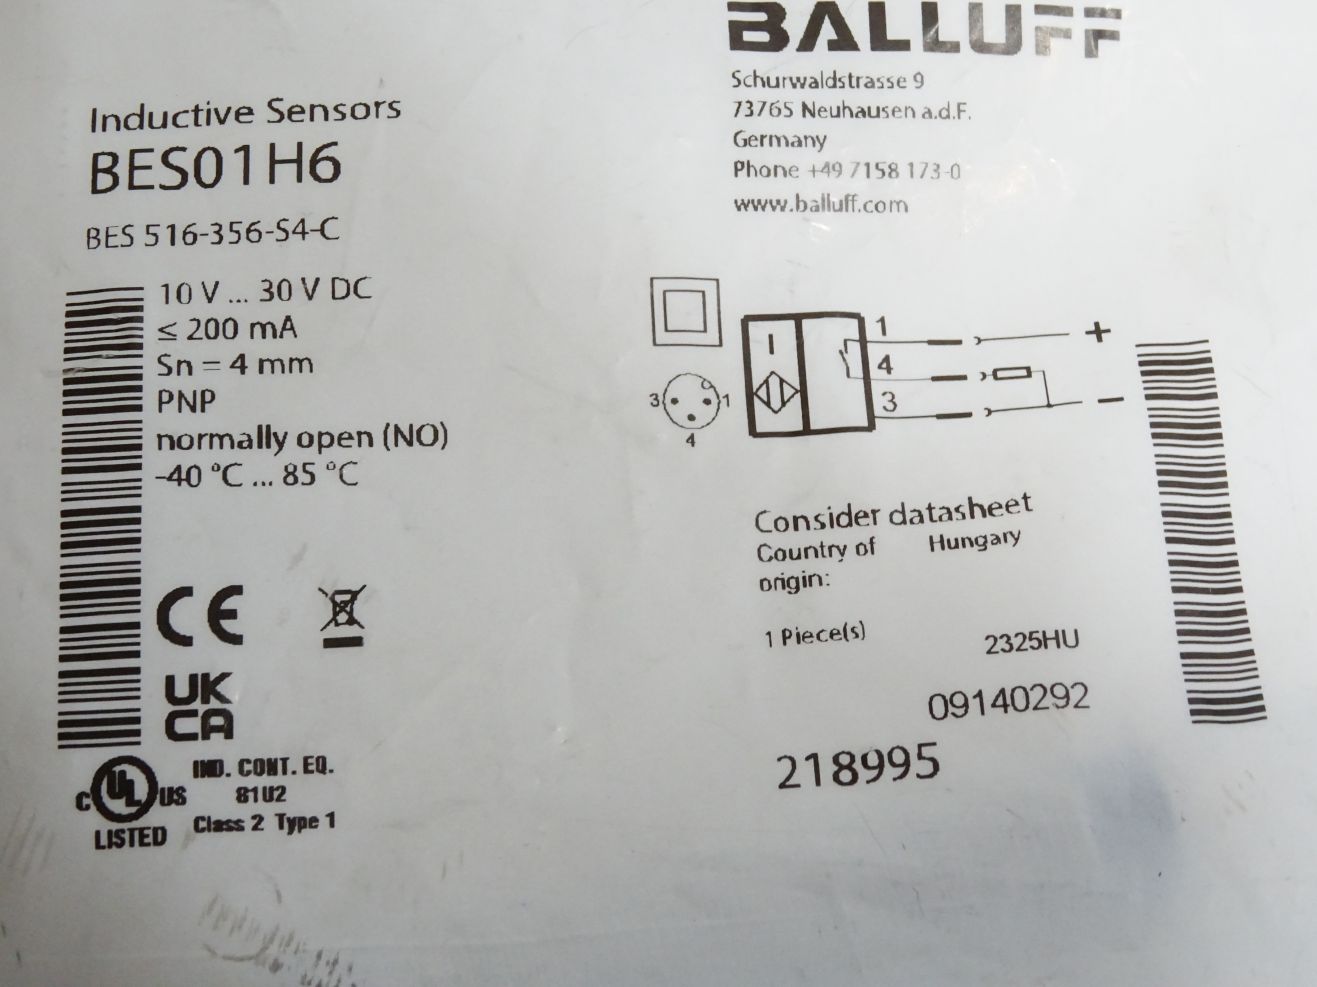 BALLUFF
Schurwaldstrasse 9
73765 Neuhausen a.d.F.
Germany
Phone +49 7158 173-0
www.balluff.com
Inductive Sensors
BES01H6
BES 516-356-S4-C
10 V ... 30 V DC
≤ 200 mA
Sn = 4 mm
PNP
normally open (NO)
-40 °C ... 85 °C
3 1
4
1 +
4
3 −
Consider datasheet
Country of Hungary
origin:
1 Piece(s) 2325HU
09140292
218995
CE
UK
CA
C UL US
LISTED
IND. CONT. EQ.
81U2
Class 2 Type 1